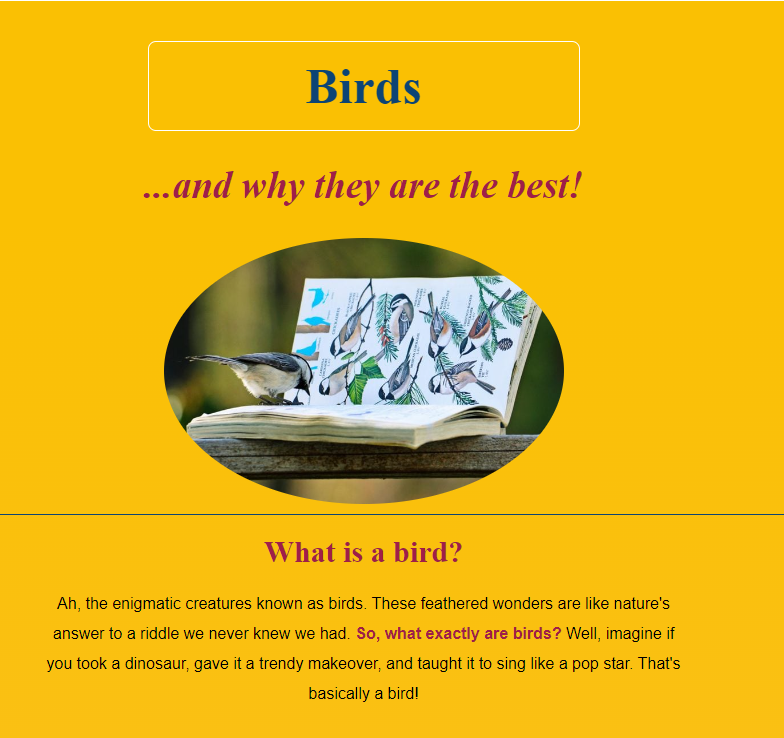 Birds
...and why they are the best!
What is a bird?
Ah, the enigmatic creatures known as birds. These feathered wonders are like nature's
answer to a riddle we never knew we had. So, what exactly are birds? Well, imagine if
you took a dinosaur, gave it a trendy makeover, and taught it to sing like a pop star. That's
basically a bird!